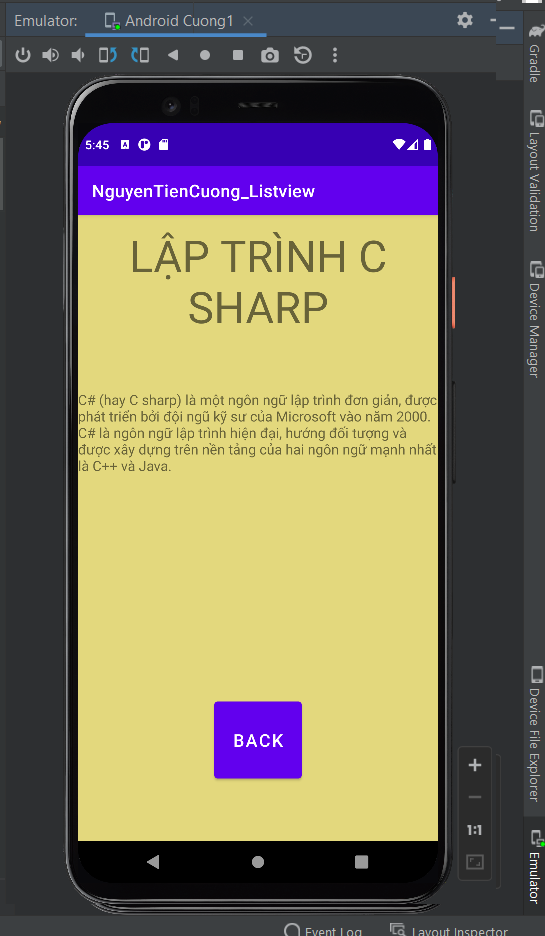 Emulator: Android Cuong1
5:45
NguyenTienCuong_Listview
LẬP TRÌNH C
SHARP
C# (hay C sharp) là một ngôn ngữ lập trình đơn giản, được
phát triển bởi đội ngũ kỹ sư của Microsoft vào năm 2000.
C# là ngôn ngữ lập trình hiện đại, hướng đối tượng và
được xây dựng trên nền tảng của hai ngôn ngữ mạnh nhất
là C++ và Java.
BACK
1:1
Gradle
Layout Validation
Device Manager
Device File Explorer
Emulator
Event Log
Layout Inspector